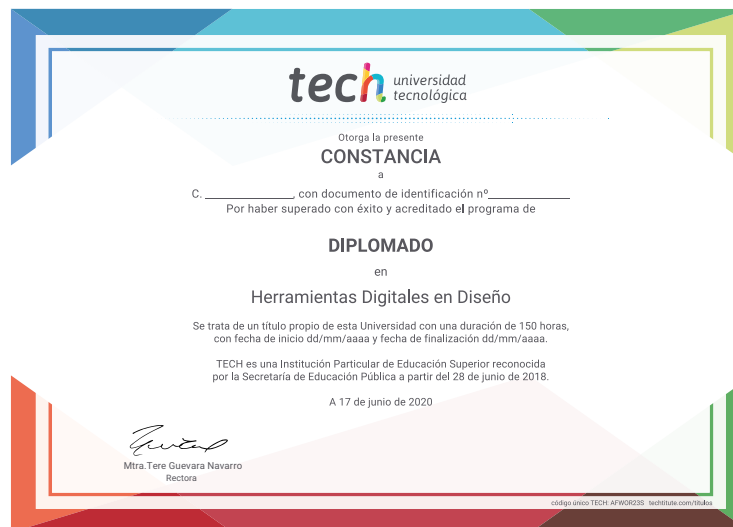 tech universidad
tecnológica
Otorga la presente
CONSTANCIA
a
C. ______________, con documento de identificación nº______________
Por haber superado con éxito y acreditado el programa de
DIPLOMADO
en
Herramientas Digitales en Diseño
Se trata de un título propio de esta Universidad con una duración de 150 horas,
con fecha de inicio dd/mm/aaaa y fecha de finalización dd/mm/aaaa.
TECH es una Institución Particular de Educación Superior reconocida
por la Secretaría de Educación Pública a partir del 28 de junio de 2018.
A 17 de junio de 2020
Mtra.Tere Guevara Navarro
Rectora
código único TECH: AFWOR23S techtitute.com/titulos